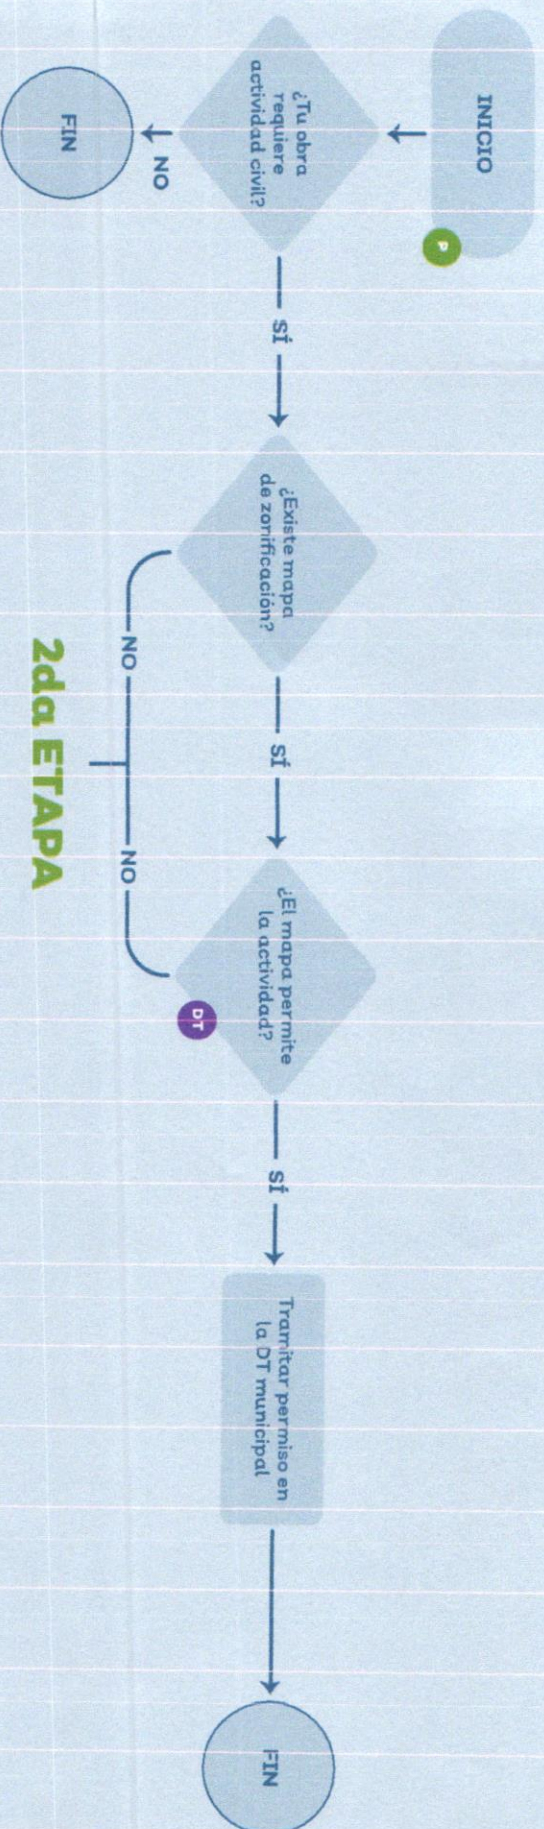 INICIO
P
¿Tu obra
requiere
actividad civil?
NO
FIN
SÍ
¿Existe mapa
de zonificación?
NO
SÍ
¿El mapa permite
la actividad?
DT
NO
2da ETAPA
SÍ
Tramitar permiso en
la DT municipal
FIN